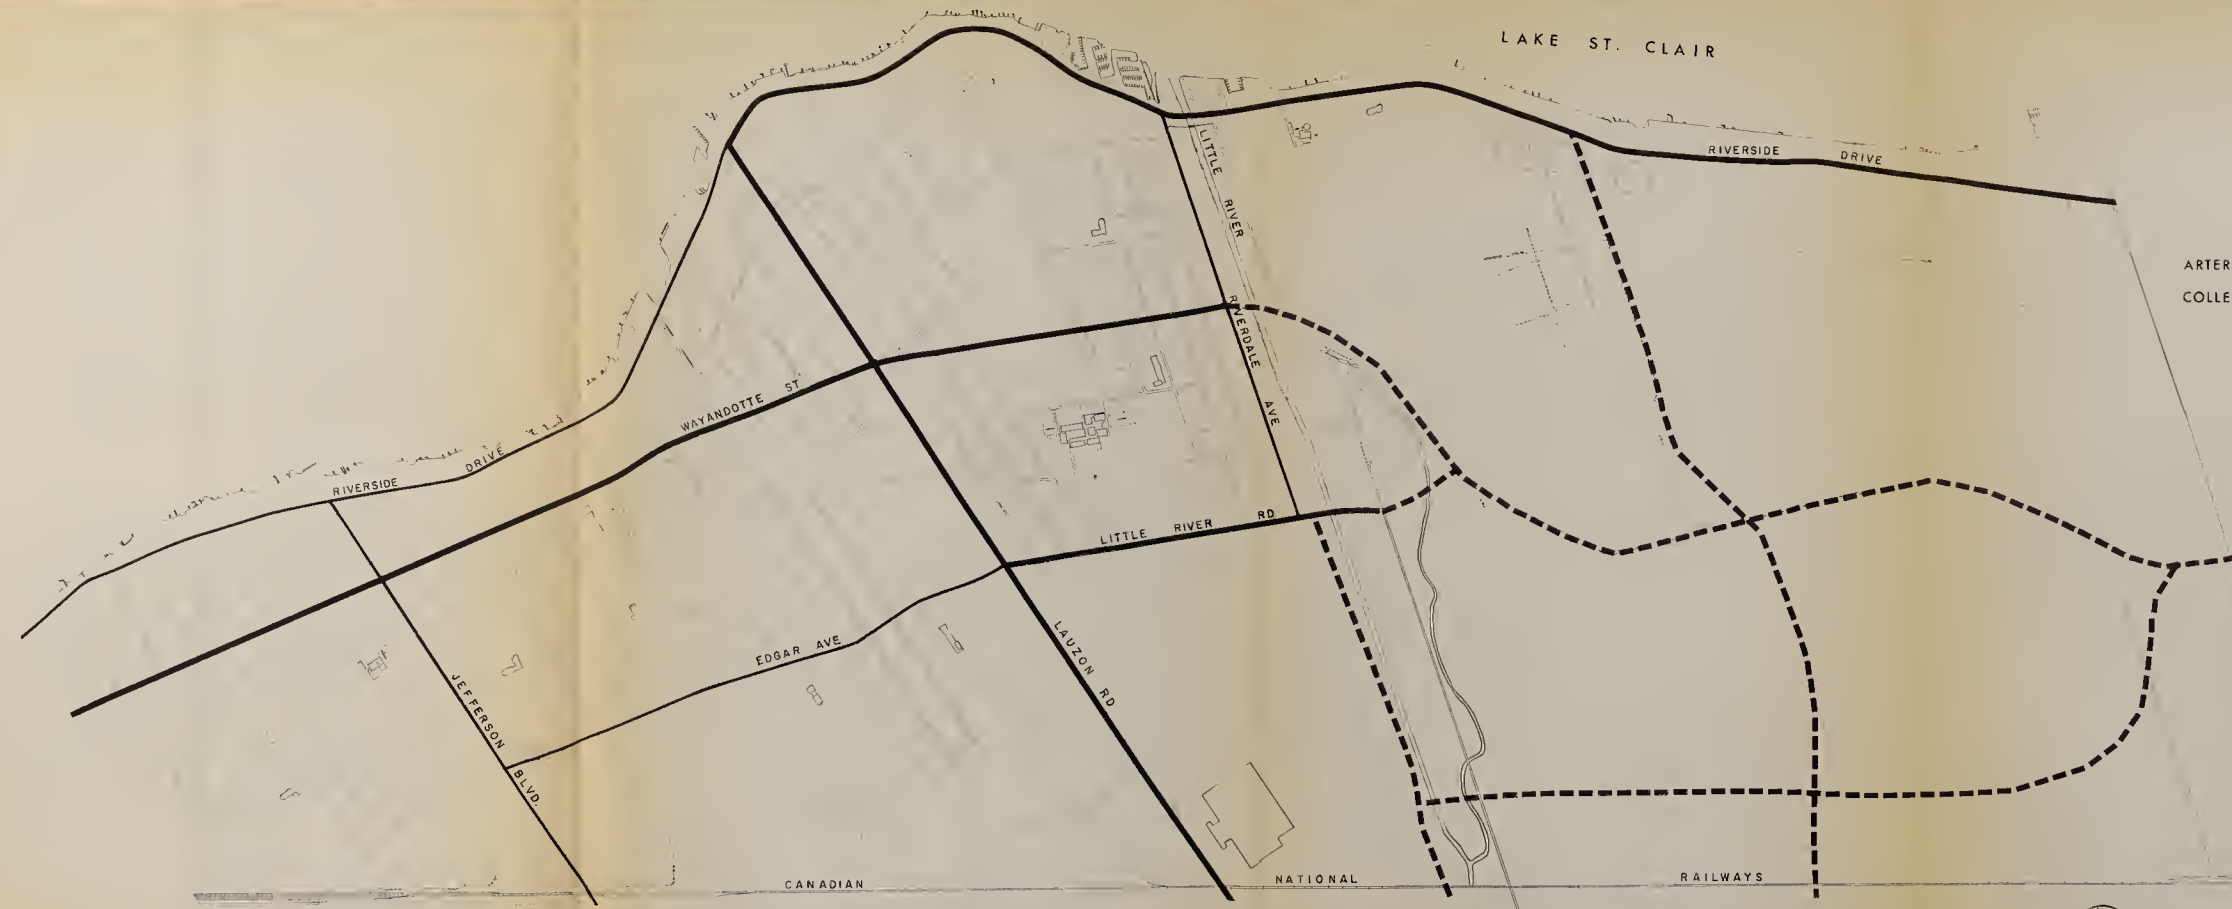 LAKE ST. CLAIR
RIVERSIDE DRIVE
LITTLE RIVER
ARTER
COLLE
RIVERDALE AVE
WAYANDOTTE ST
RIVERSIDE DRIVE
LITTLE RIVER RD
EDGAR AVE
LAUZON RD
JEFFERSON BLVD.
CANADIAN NATIONAL RAILWAYS